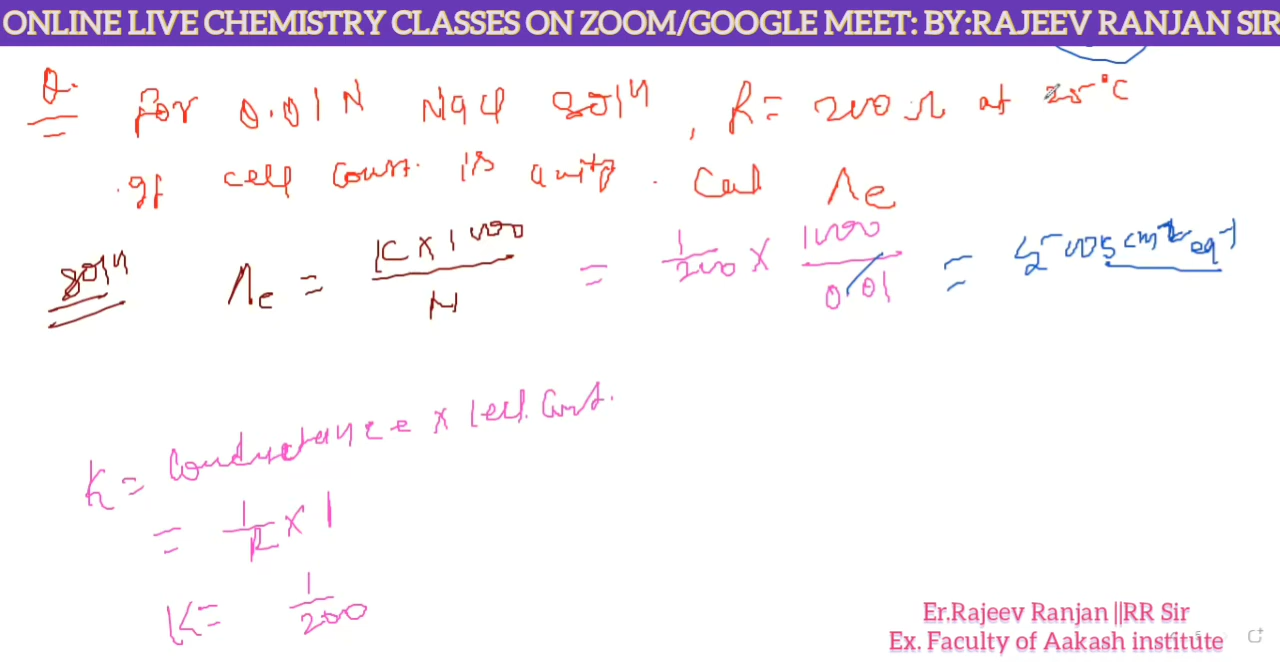 ONLINE LIVE CHEMISTRY CLASSES ON ZOOM/GOOGLE MEET: BY:RAJEEV RANJAN SIR
Q. For 0.01 N NaCl Soln, R = 200 Ω at 25°C
If cell Const. is unity. Cal Λe
Soln Λe = K × 1000 / N = 1/200 × 1000/0.01 = 500 S cm² eq⁻¹
K = Conductance × Cell Const.
= 1/R × 1
K = 1/200
Er.Rajeev Ranjan ||RR Sir
Ex. Faculty of Aakash institute